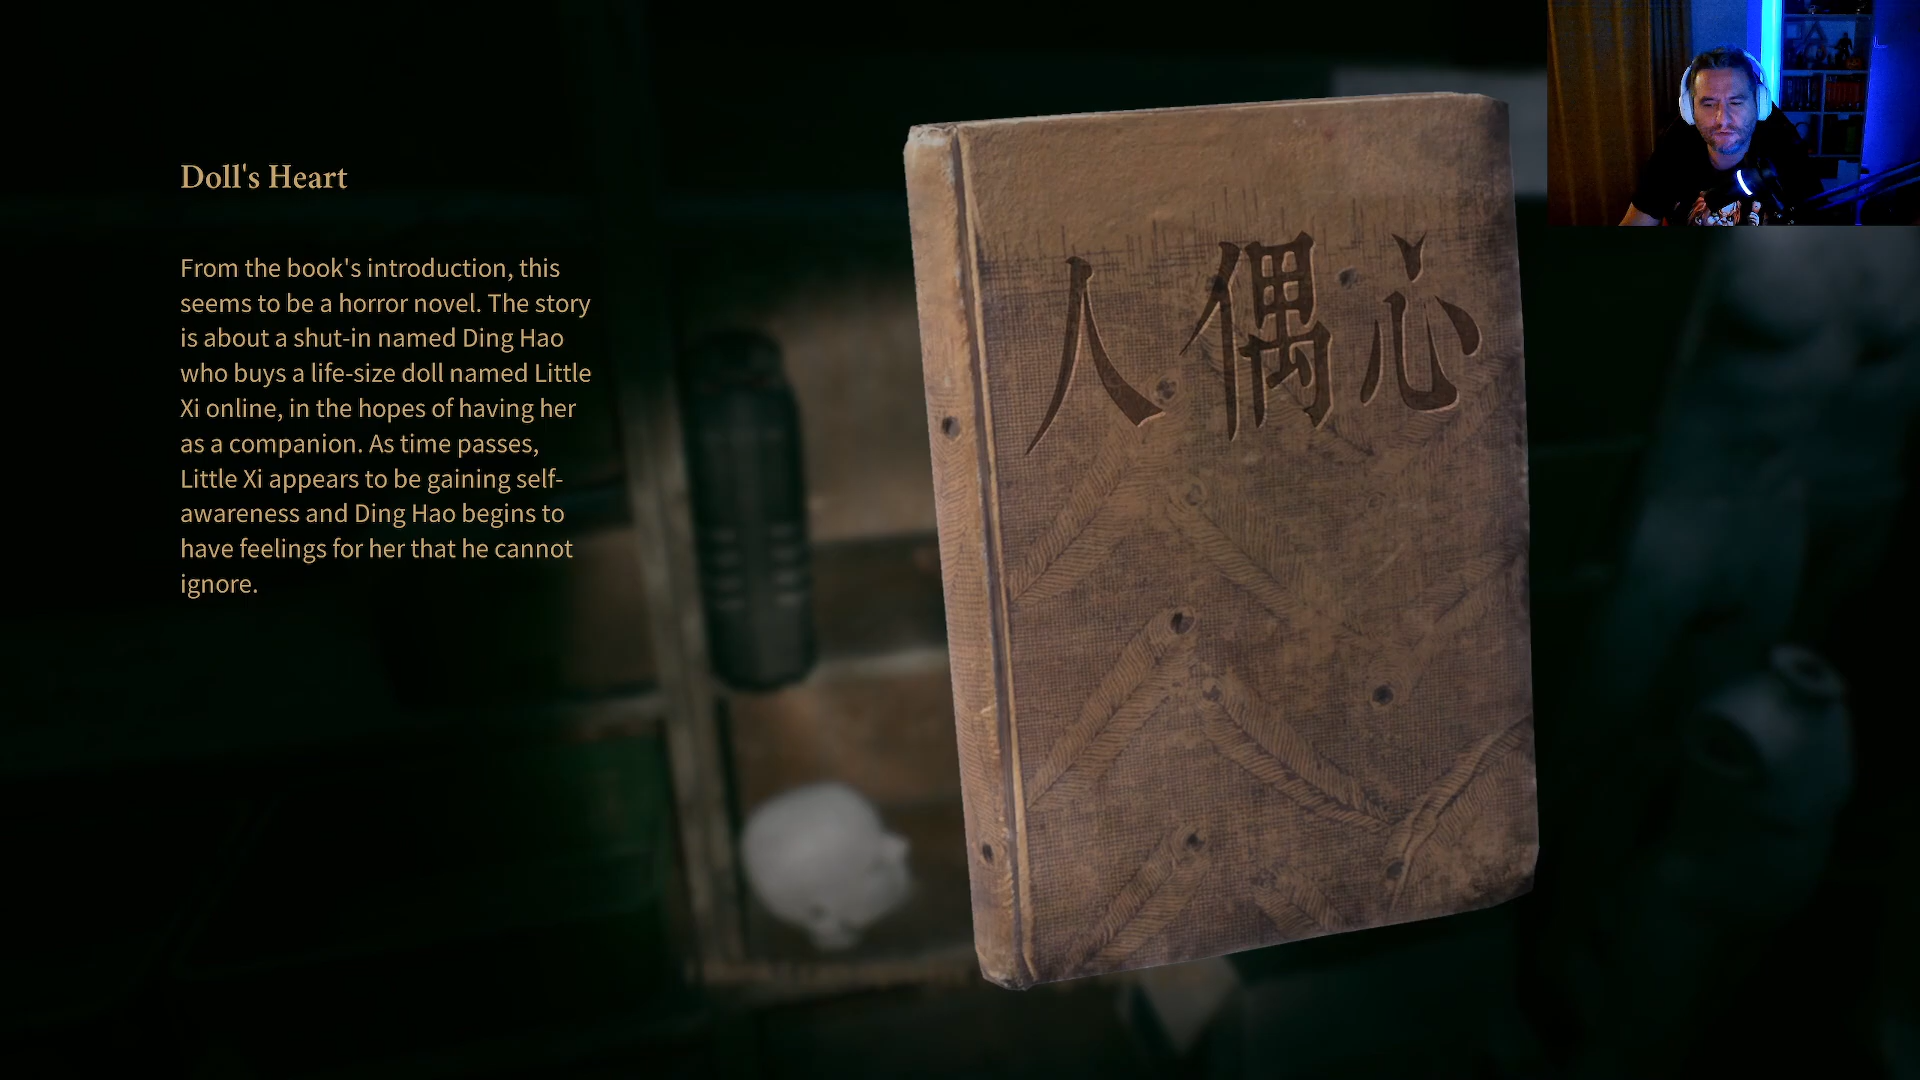 Doll's Heart
From the book's introduction, this
seems to be a horror novel. The story
is about a shut-in named Ding Hao
who buys a life-size doll named Little
Xi online, in the hopes of having her
as a companion. As time passes,
Little Xi appears to be gaining self-
awareness and Ding Hao begins to
have feelings for her that he cannot
ignore.
人偶心